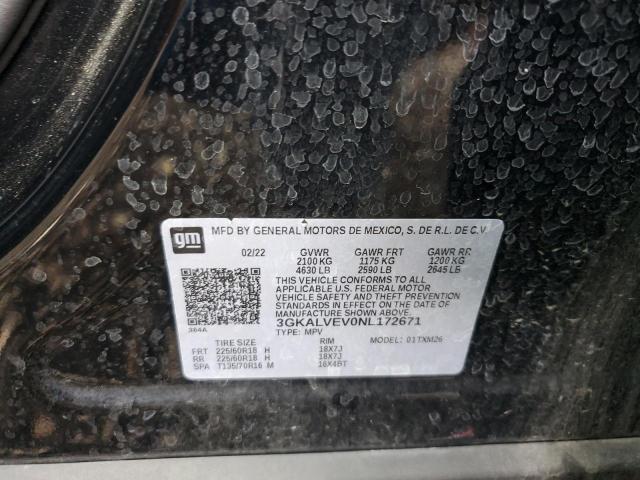 gm
MFD BY GENERAL MOTORS DE MEXICO, S. DE R.L. DE C.V.
02/22 GVWR GAWR FRT GAWR RR
2100 KG 1175 KG 1200 KG
4630 LB 2590 LB 2645 LB
THIS VEHICLE CONFORMS TO ALL
APPLICABLE U.S. FEDERAL MOTOR
VEHICLE SAFETY AND THEFT PREVENTION
STANDARDS IN EFFECT ON THE DATE OF
MANUFACTURE SHOWN ABOVE.
3GKALVEV0NL172671
384A TYPE: MPV MODEL: 01TXM26
TIRE SIZE RIM
FRT 225/60R18 H 18X7J
RR 225/60R18 H 18X7J
SPA T135/70R16 M 16X4BT